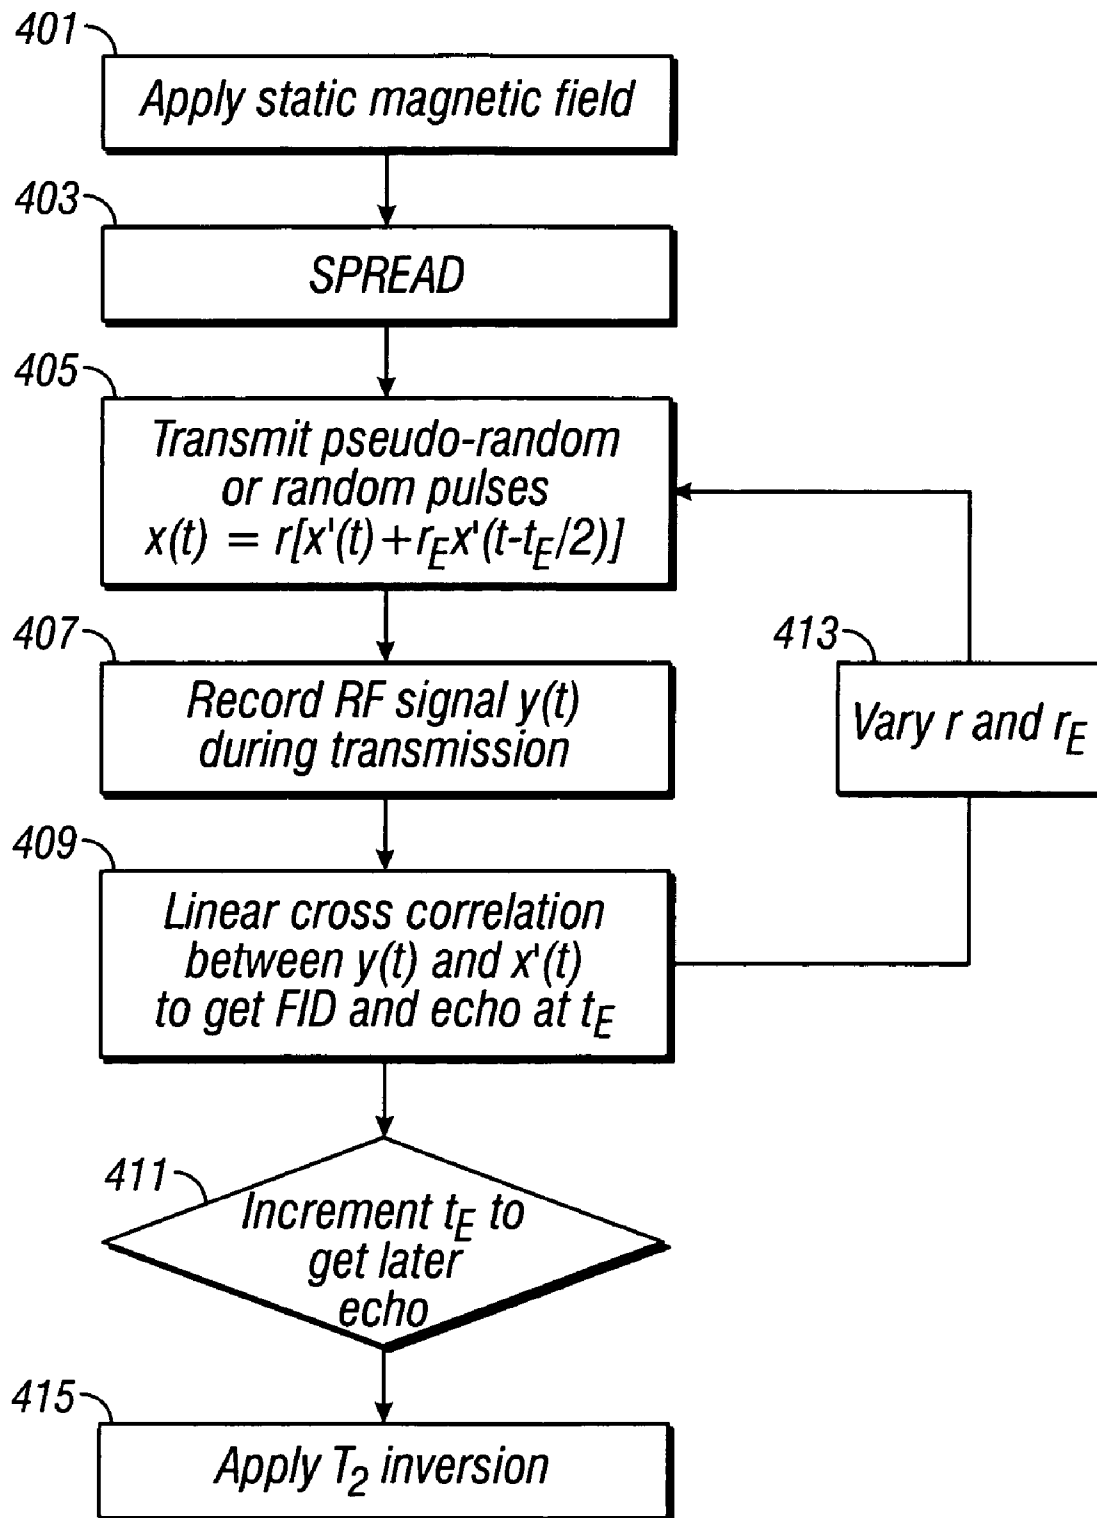 401
Apply static magnetic field
403
SPREAD
405
Transmit pseudo-random
or random pulses
x(t) = r[x'(t)+r_E x'(t-t_E/2)]
407
Record RF signal y(t)
during transmission
413
Vary r and r_E
409
Linear cross correlation
between y(t) and x'(t)
to get FID and echo at t_E
411
Increment t_E to
get later
echo
415
Apply T_2 inversion